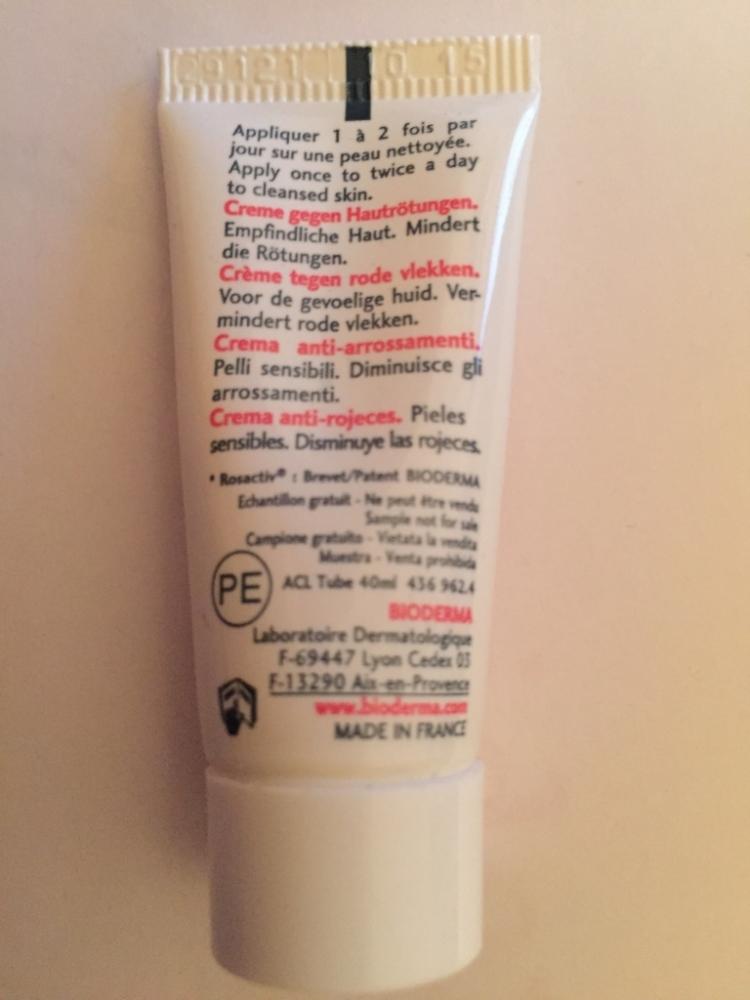 29121 10 15
Appliquer 1 à 2 fois par
jour sur une peau nettoyée.
Apply once to twice a day
to cleansed skin.
Creme gegen Hautrötungen.
Empfindliche Haut. Mindert
die Rötungen.
Crème tegen rode vlekken.
Voor de gevoelige huid. Ver-
mindert rode vlekken.
Crema anti-arrossamenti.
Pelli sensibili. Diminuisce gli
arrossamenti.
Crema anti-rojeces. Pieles
sensibles. Disminuye las rojeces.
• Rosactiv® : Brevet/Patent BIODERMA
Echantillon gratuit - Ne peut être vendu
Sample not for sale
Campione gratuito - Vietata la vendita
Muestra - Venta prohibida
PE ACL Tube 40ml 436 962.4
BIODERMA
Laboratoire Dermatologique
F-69447 Lyon Cedex 03
F-13290 Aix-en-Provence
www.bioderma.com
MADE IN FRANCE